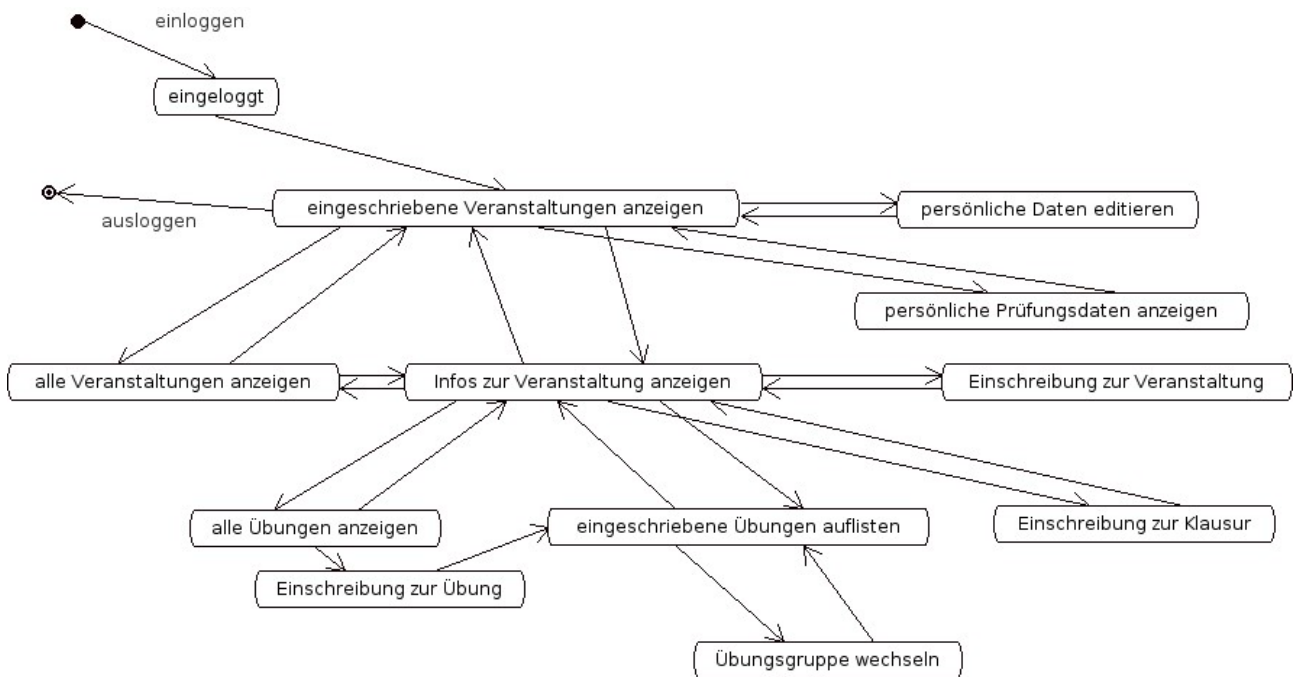 einloggen
eingeloggt
eingeschriebene Veranstaltungen anzeigen
persönliche Daten editieren
ausloggen
persönliche Prüfungsdaten anzeigen
alle Veranstaltungen anzeigen
Infos zur Veranstaltung anzeigen
Einschreibung zur Veranstaltung
alle Übungen anzeigen
eingeschriebene Übungen auflisten
Einschreibung zur Klausur
Einschreibung zur Übung
Übungsgruppe wechseln